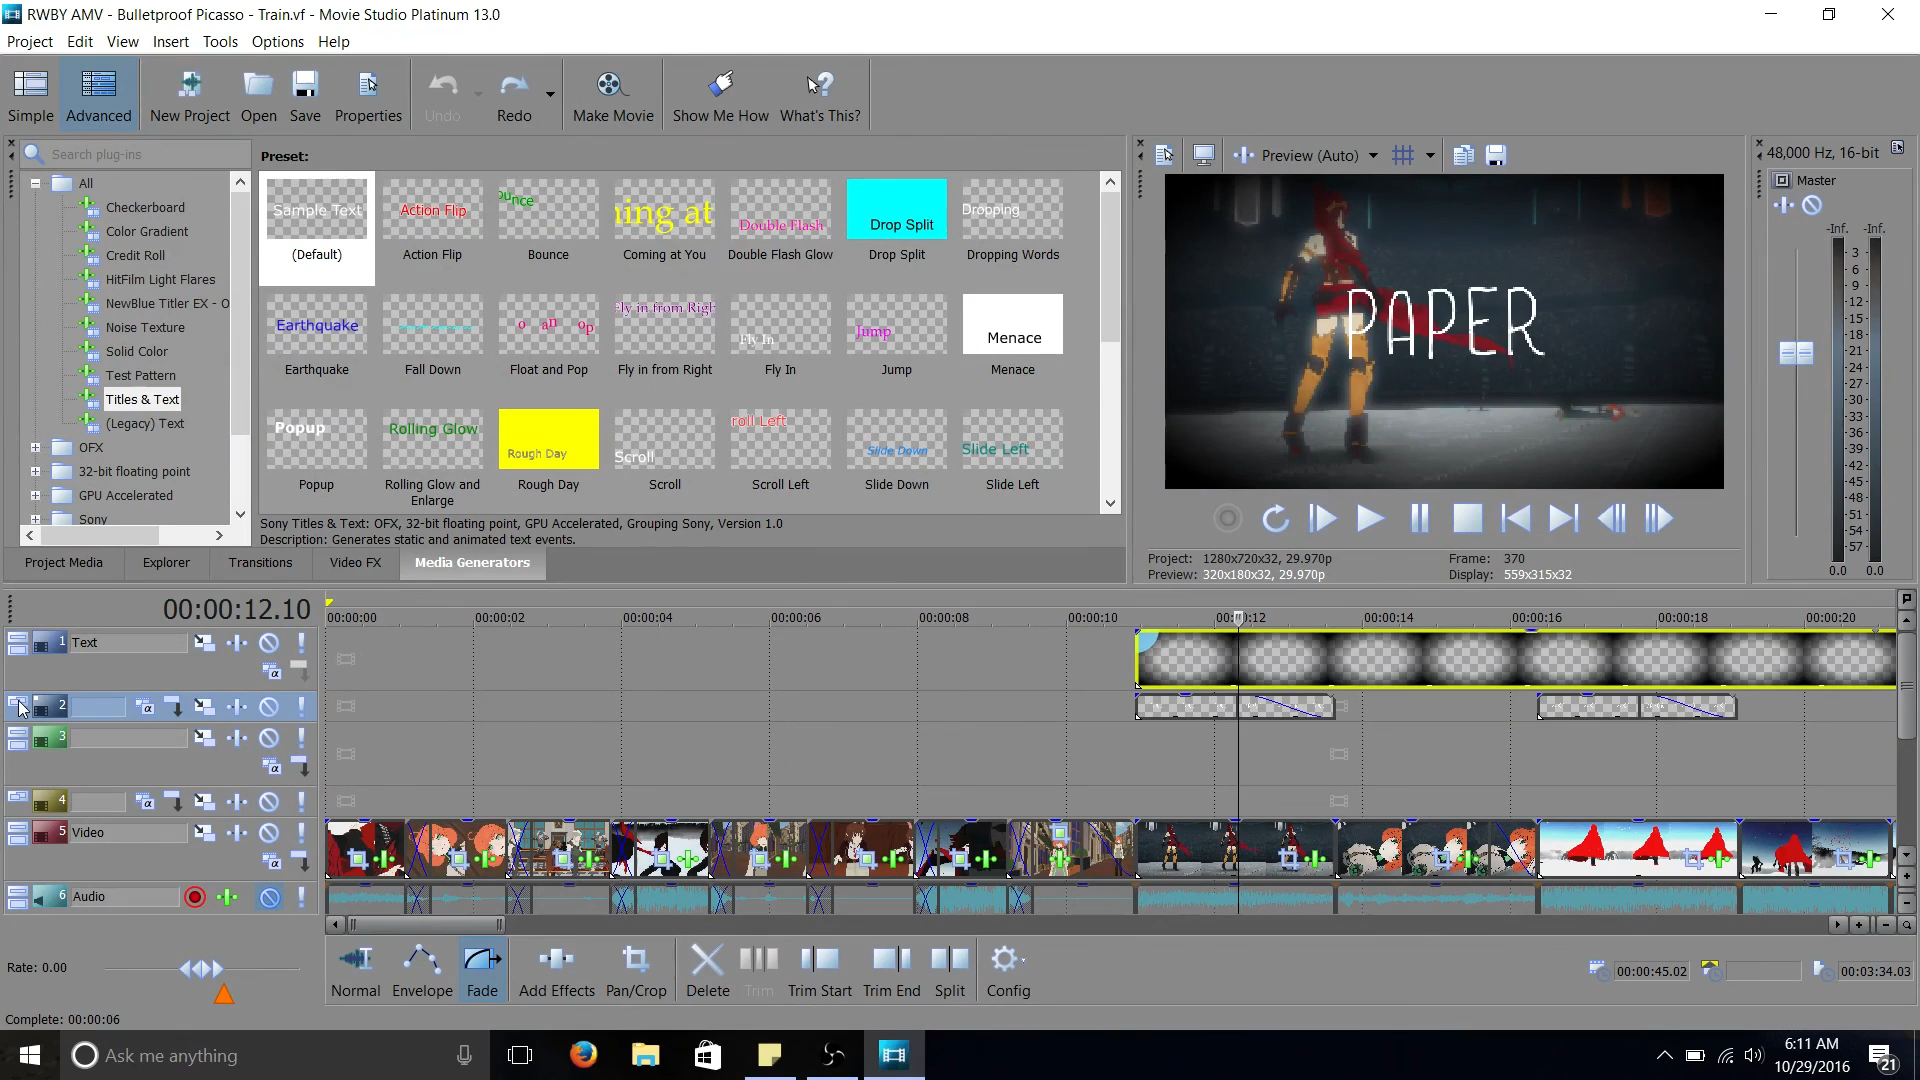 RWBY AMV - Bulletproof Picasso - Train.vf - Movie Studio Platinum 13.0
Project Edit View Insert Tools Options Help
Simple Advanced New Project Open Save Properties Undo Redo Make Movie Show Me How What's This?
Search plug-ins
All
Checkerboard
Color Gradient
Credit Roll
HitFilm Light Flares
NewBlue Titler EX - O
Noise Texture
Solid Color
Test Pattern
Titles & Text
(Legacy) Text
OFX
32-bit floating point
GPU Accelerated
Sony
Preset:
Sample Text Action Flip ounce ning at Double Flash Drop Split Dropping
(Default) Action Flip Bounce Coming at You Double Flash Glow Drop Split Dropping Words
Earthquake o an op Fly in from Righ Fly In Jump Menace
Earthquake Fall Down Float and Pop Fly in from Right Fly In Jump Menace
Popup Rolling Glow Rough Day Scroll roll Left Slide Down Slide Left
Popup Rolling Glow and Enlarge Rough Day Scroll Scroll Left Slide Down Slide Left
Sony Titles & Text: OFX, 32-bit floating point, GPU Accelerated, Grouping Sony, Version 1.0
Description: Generates static and animated text events.
Project Media Explorer Transitions Video FX Media Generators
Preview (Auto)
PAPER
Project: 1280x720x32, 29.970p Frame: 370
Preview: 320x180x32, 29.970p Display: 559x315x32
48,000 Hz, 16-bit
Master
-Inf. -Inf.
3
6
9
12
15
18
21
24
27
30
33
36
39
42
45
48
51
54
57
0.0 0.0
00:00:12.10
00:00:00 00:00:02 00:00:04 00:00:06 00:00:08 00:00:10 00:00:12 00:00:14 00:00:16 00:00:18 00:00:20
1 Text
2
3
4
5 Video
6 Audio
Rate: 0.00
Normal Envelope Fade Add Effects Pan/Crop Delete Trim Trim Start Trim End Split Config
00:00:45.02 00:03:34.03
Complete: 00:00:06
Ask me anything
6:11 AM
10/29/2016
21